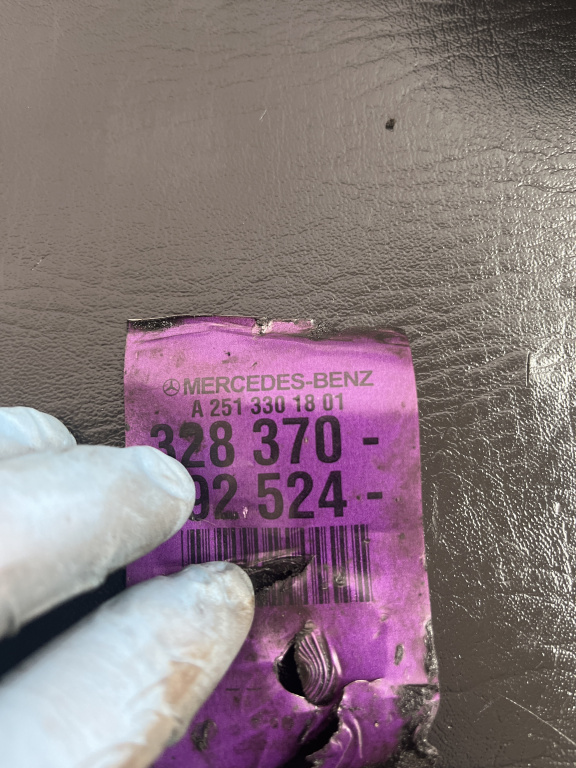 MERCEDES-BENZ
A 251 330 18 01
328 370 -
92 524 -